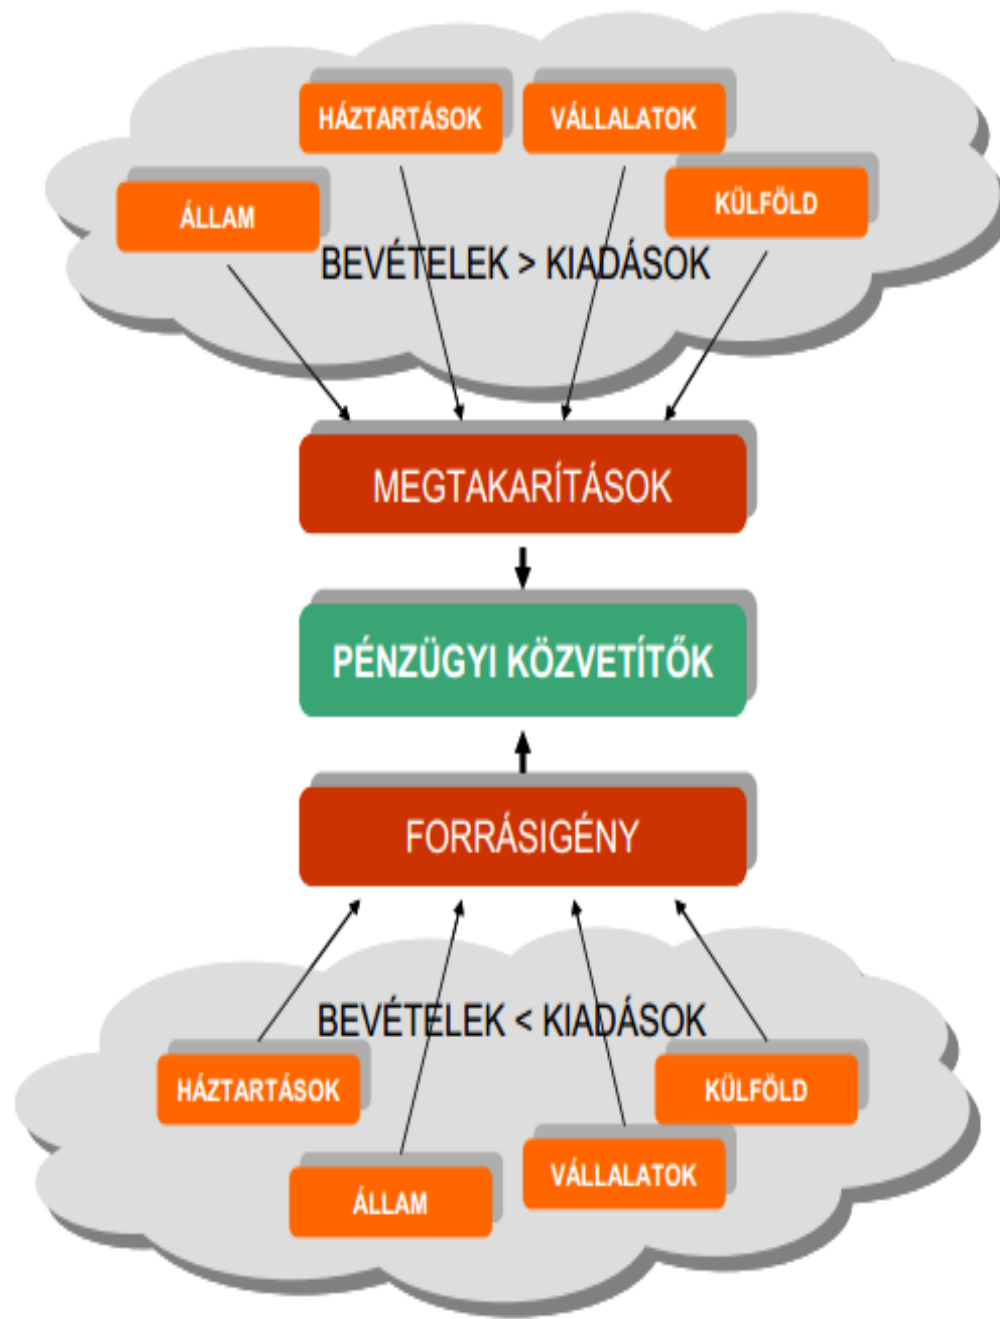 HÁZTARTÁSOK
VÁLLALATOK
ÁLLAM
KÜLFÖLD
BEVÉTELEK > KIADÁSOK
MEGTAKARÍTÁSOK
PÉNZÜGYI KÖZVETÍTŐK
FORRÁSIGÉNY
BEVÉTELEK < KIADÁSOK
HÁZTARTÁSOK
KÜLFÖLD
ÁLLAM
VÁLLALATOK